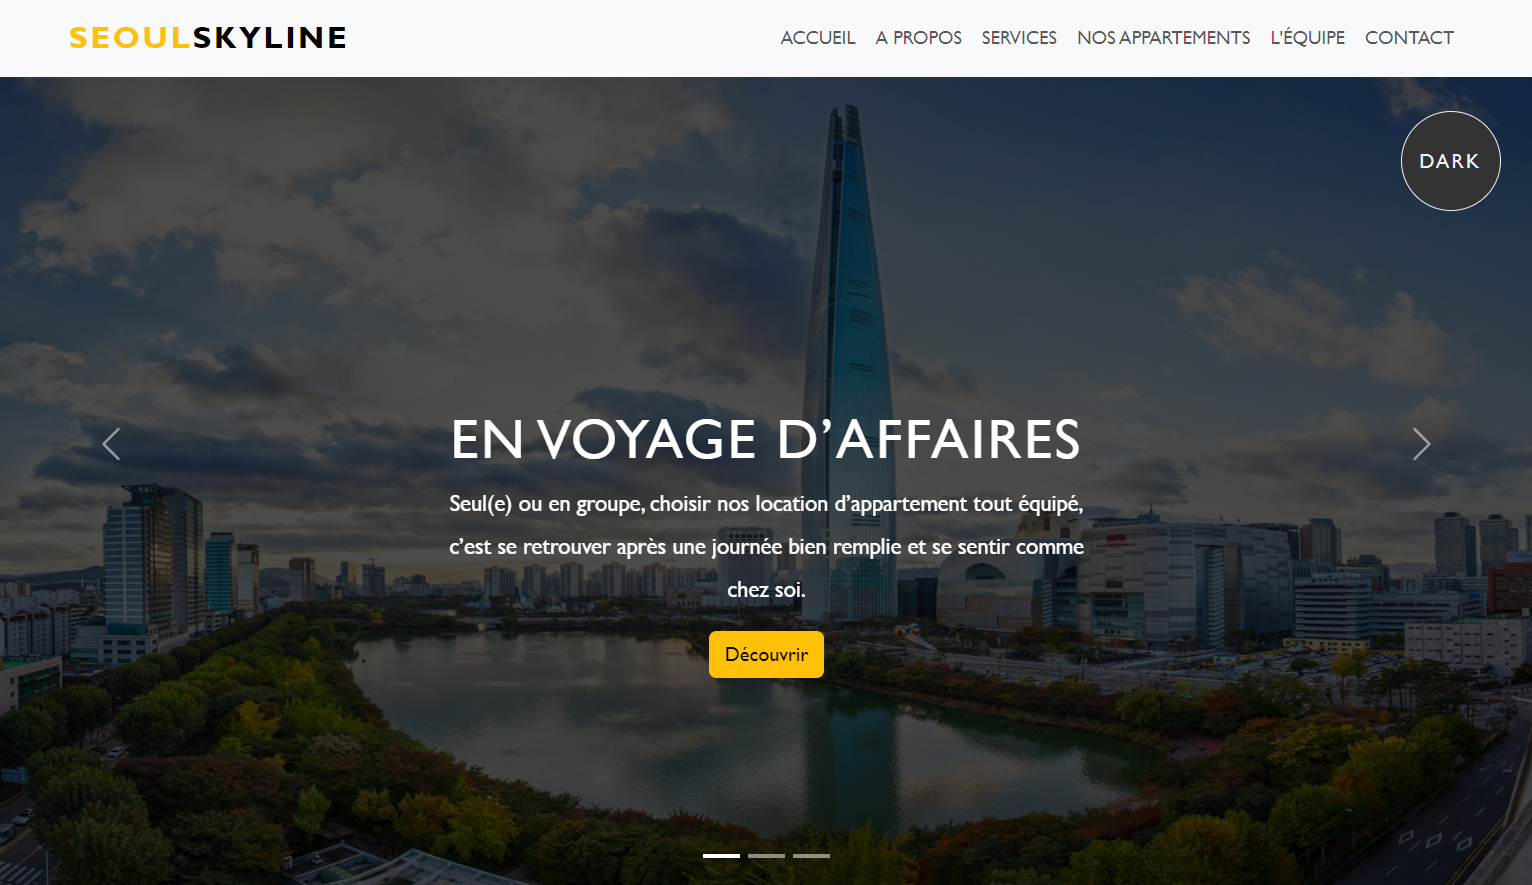 SEOULSKYLINE
ACCUEIL A PROPOS SERVICES NOS APPARTEMENTS L'ÉQUIPE CONTACT
DARK
EN VOYAGE D’AFFAIRES
Seul(e) ou en groupe, choisir nos location d’appartement tout équipé,
c’est se retrouver après une journée bien remplie et se sentir comme
chez soi.
Découvrir